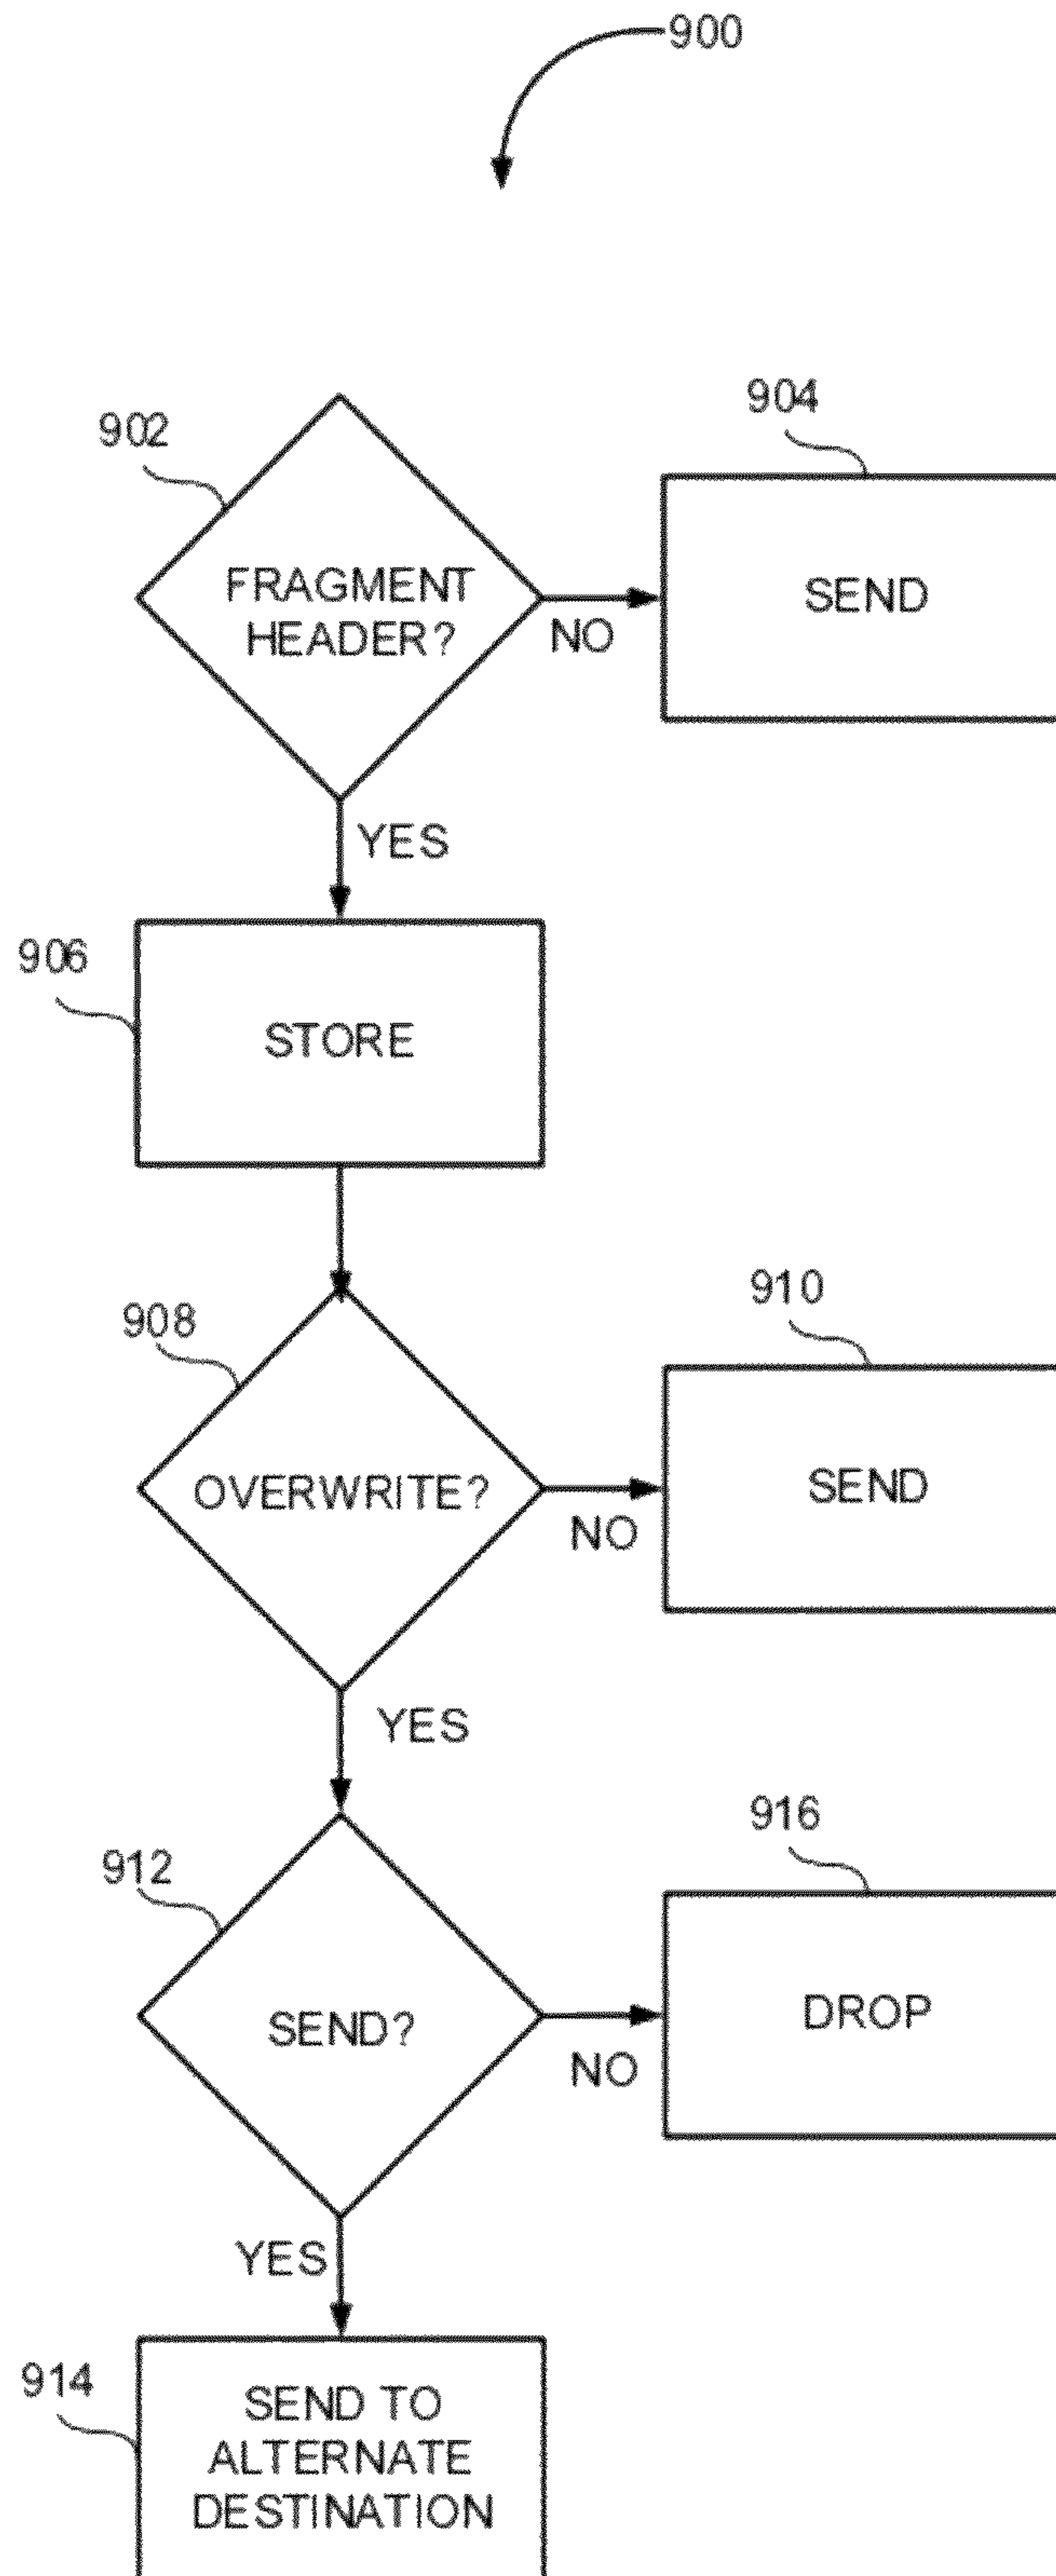 900
902
904
FRAGMENT
HEADER?
SEND
NO
YES
906
STORE
908
910
OVERWRITE?
SEND
NO
YES
912
916
SEND?
DROP
NO
YES
914
SEND TO
ALTERNATE
DESTINATION